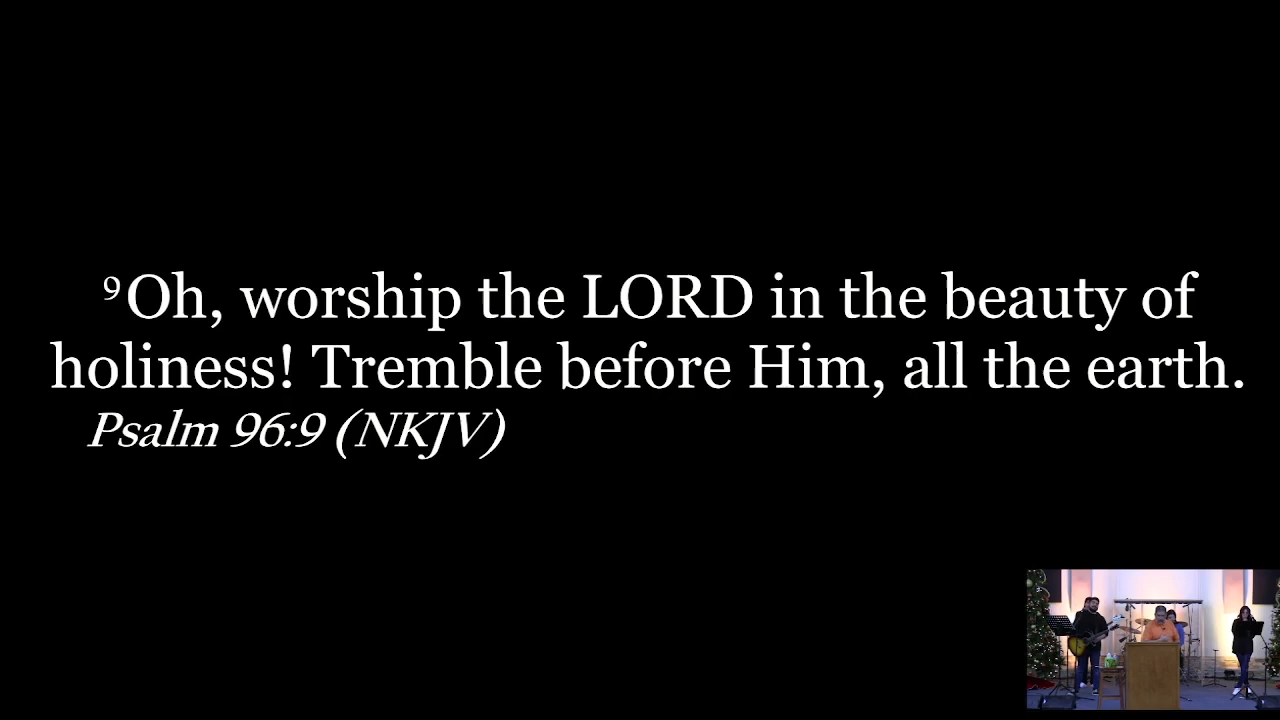 ⁹Oh, worship the LORD in the beauty of
holiness! Tremble before Him, all the earth.
Psalm 96:9 (NKJV)